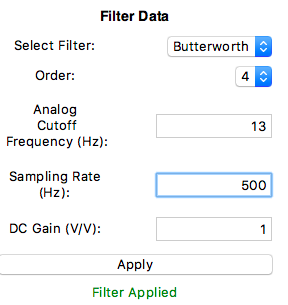 Filter Data
Select Filter: Butterworth
Order: 4
Analog
Cutoff
Frequency (Hz): 13
Sampling Rate
(Hz): 500
DC Gain (V/V): 1
Apply
Filter Applied